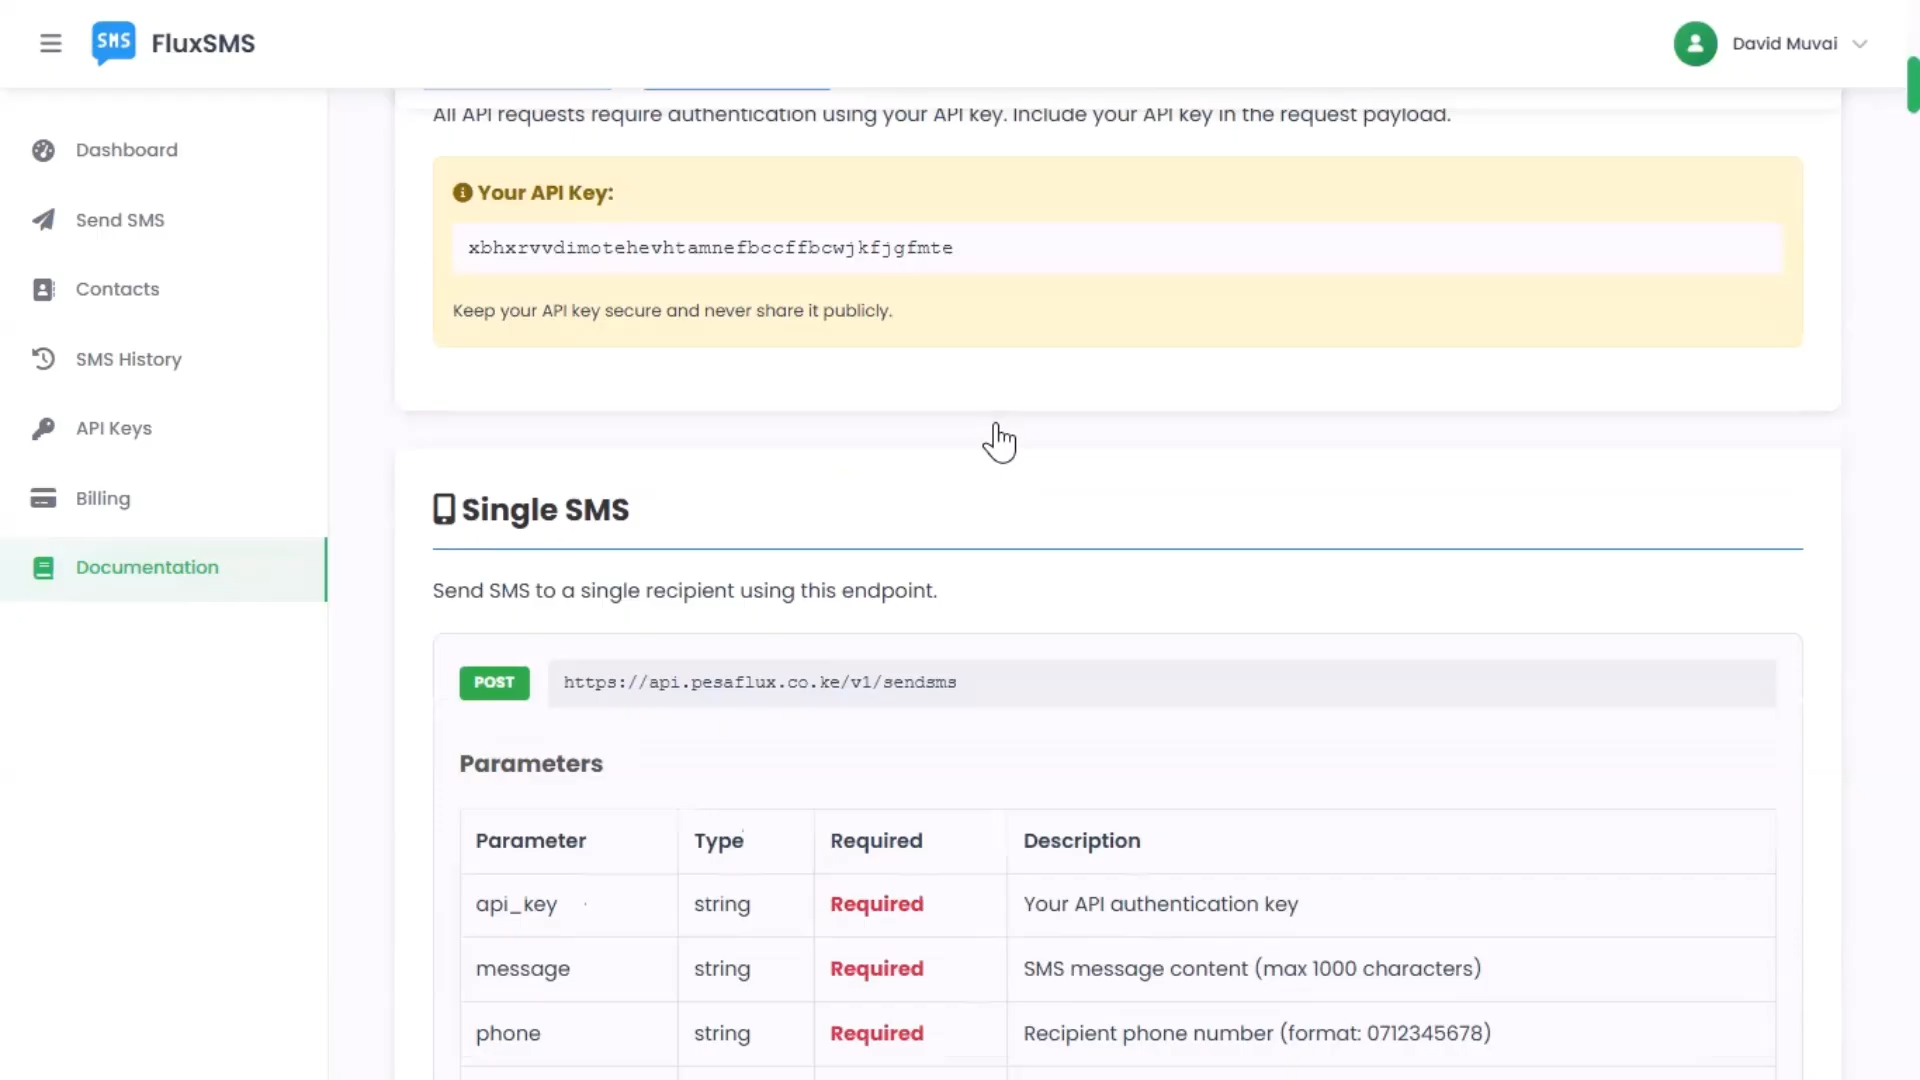 SMS FluxSMS
David Muvai
Dashboard
Send SMS
Contacts
SMS History
API Keys
Billing
Documentation
All API requests require authentication using your API key. Include your API key in the request payload.
Your API Key:
xbhxrvvdimotehevhtamnefbccffbcwjkfjgfmte
Keep your API key secure and never share it publicly.
Single SMS
Send SMS to a single recipient using this endpoint.
POST https://api.pesaflux.co.ke/v1/sendsms
Parameters
Parameter Type Required Description
api_key string Required Your API authentication key
message string Required SMS message content (max 1000 characters)
phone string Required Recipient phone number (format: 0712345678)